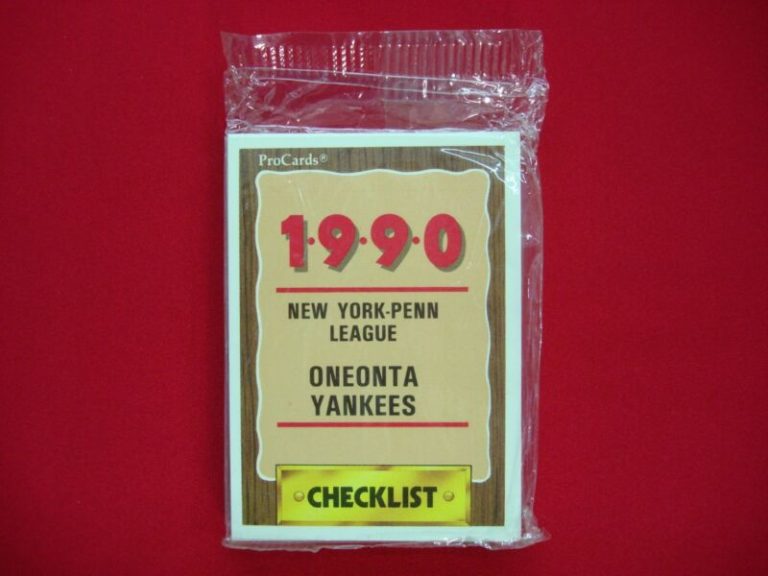 ProCards®
1·9·9·0
NEW YORK-PENN
LEAGUE
ONEONTA
YANKEES
CHECKLIST